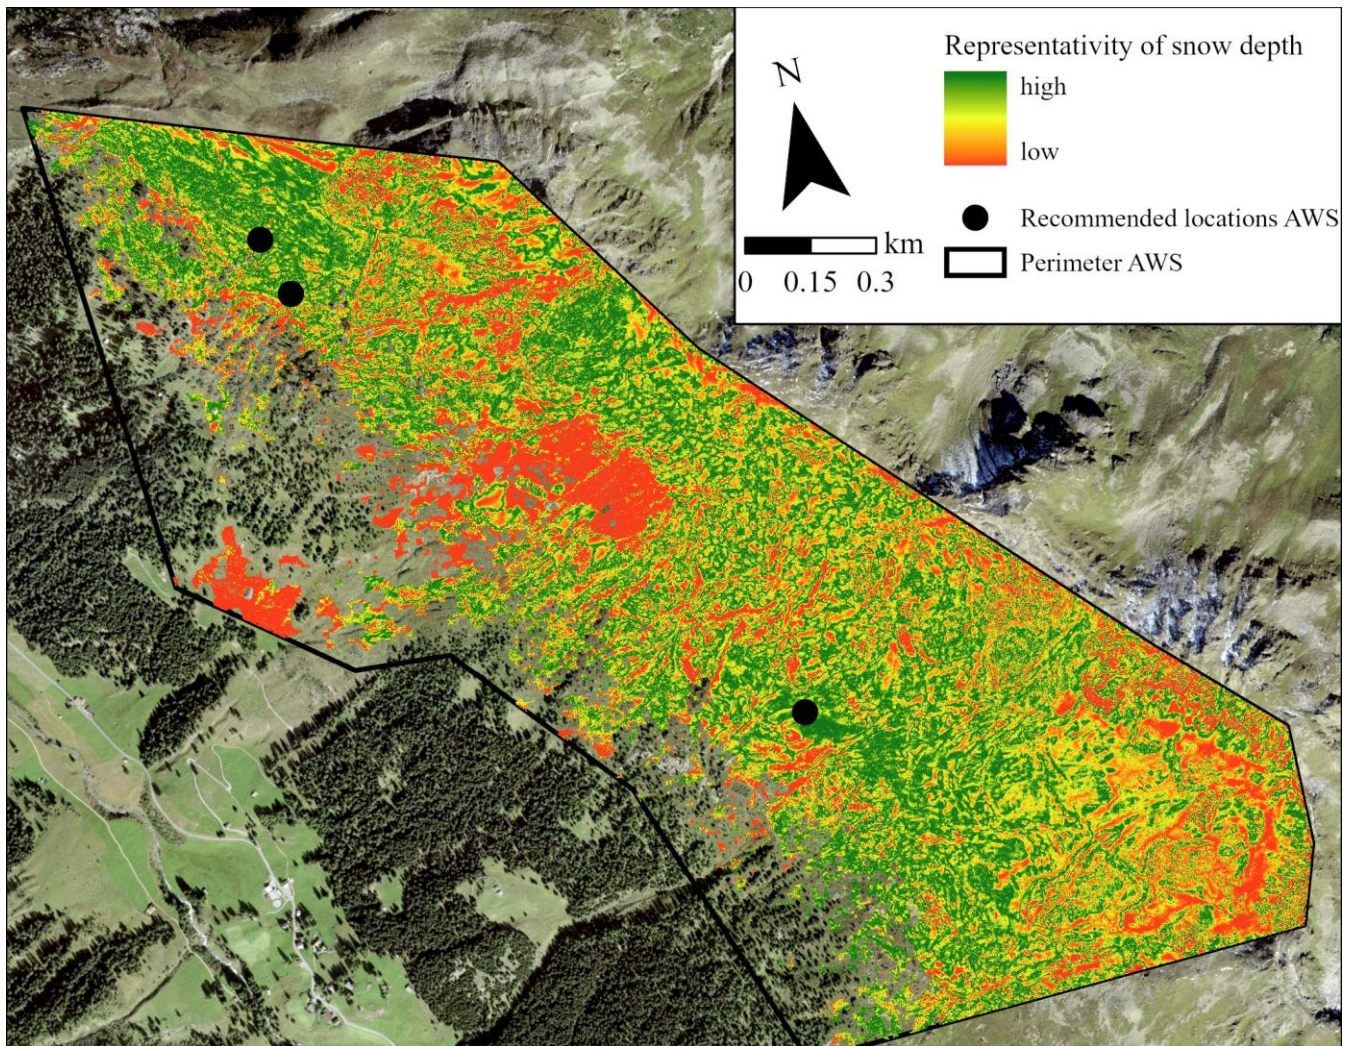 Representativity of snow depth
high
low
N
Recommended locations AWS
km
Perimeter AWS
0 0.15 0.3